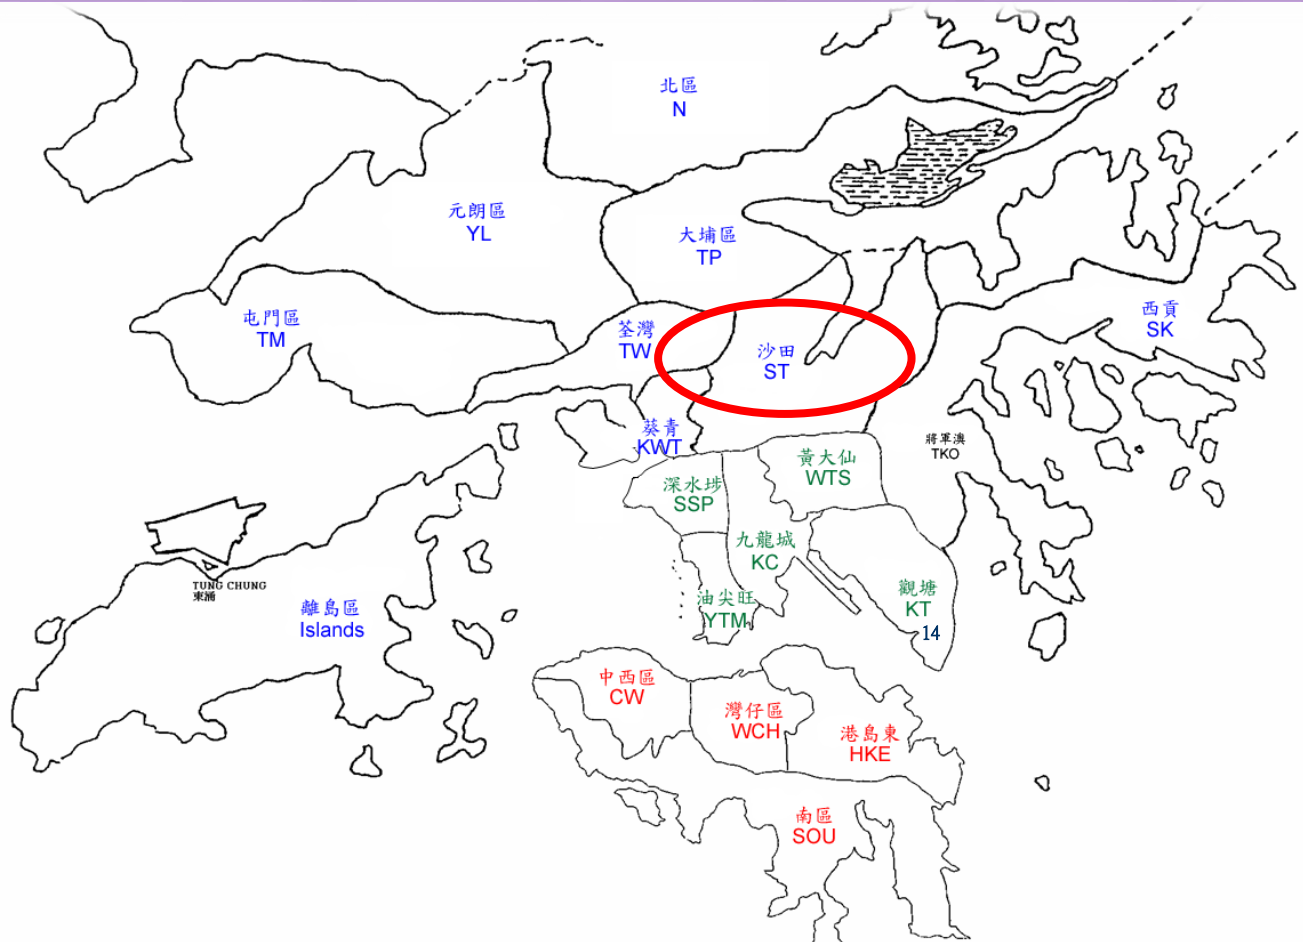 北區
N
元朗區
YL
大埔區
TP
屯門區
TM
荃灣
TW
沙田
ST
西貢
SK
葵青
KWT
將軍澳
TKO
深水埗
SSP
黃大仙
WTS
九龍城
KC
TUNG CHUNG
東涌
離島區
Islands
油尖旺
YTM
觀塘
KT
14
中西區
CW
灣仔區
WCH
港島東
HKE
南區
SOU